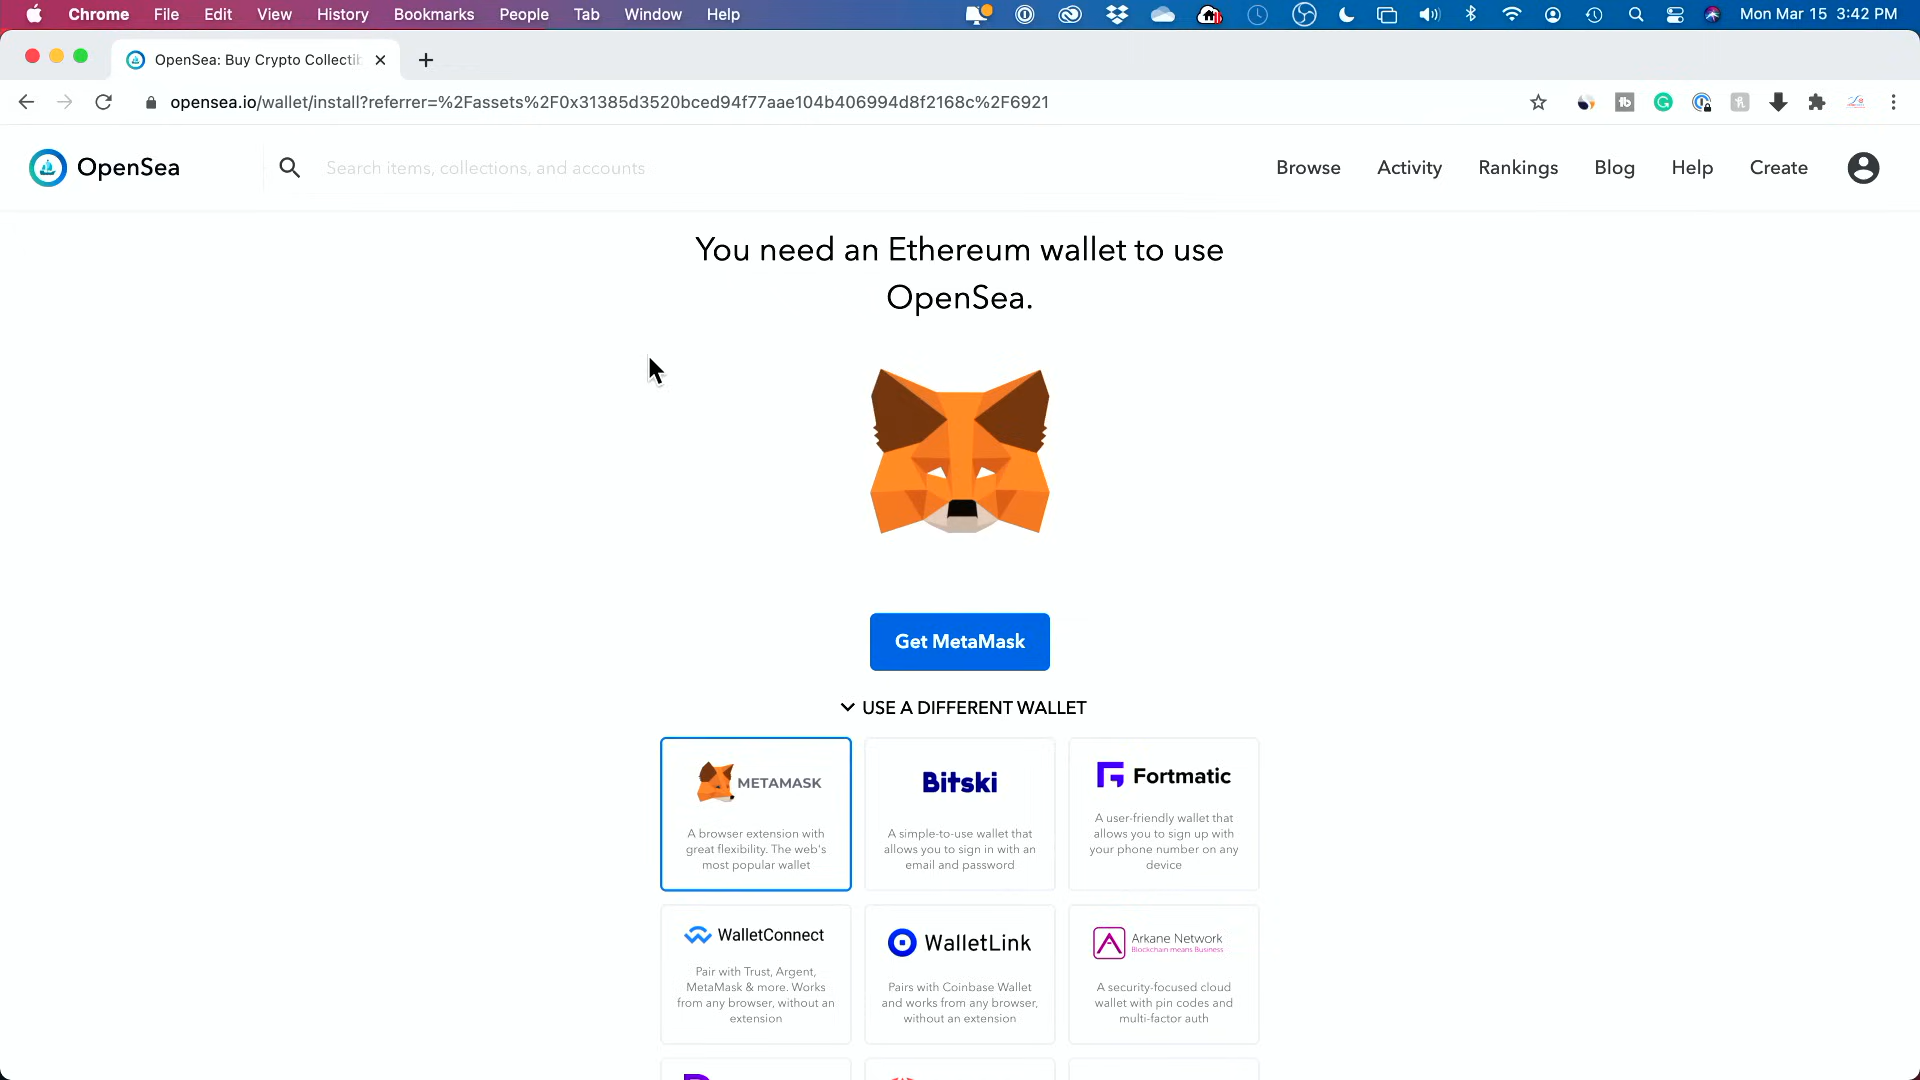 Chrome File Edit View History Bookmarks People Tab Window Help Mon Mar 15 3:42 PM
OpenSea: Buy Crypto Collectib
opensea.io/wallet/install?referrer=%2Fassets%2F0x31385d3520bced94f77aae104b406994d8f2168c%2F6921
OpenSea Search items, collections, and accounts Browse Activity Rankings Blog Help Create
You need an Ethereum wallet to use
OpenSea.
Get MetaMask
USE A DIFFERENT WALLET
METAMASK
A browser extension with
great flexibility. The web's
most popular wallet
Bitski
A simple-to-use wallet that
allows you to sign in with an
email and password
Fortmatic
A user-friendly wallet that
allows you to sign up with
your phone number on any
device
WalletConnect
Pair with Trust, Argent,
MetaMask & more. Works
from any browser, without an
extension
WalletLink
Pairs with Coinbase Wallet
and works from any browser,
without an extension
Arkane Network
Blockchain means Business
A security-focused cloud
wallet with pin codes and
multi-factor auth